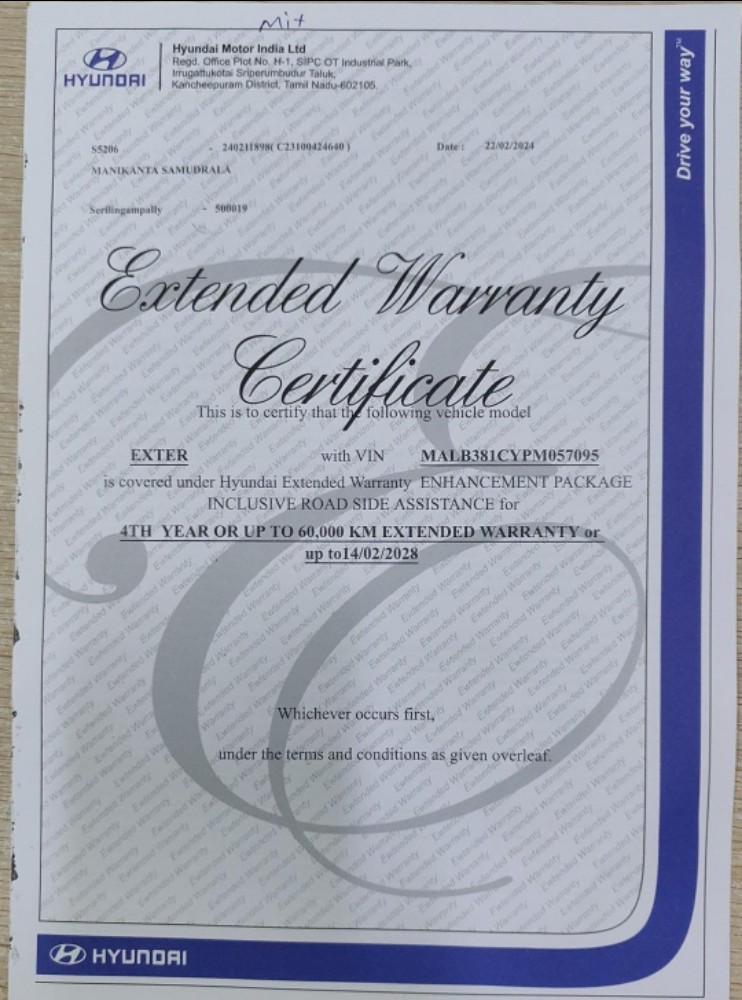 Mit
HYUNDAI
Hyundai Motor India Ltd
Regd. Office Plot No. H-1, SIPC OT Industrial Park,
Irrugattukotai Sriperumbudur Taluk,
Kancheepuram District, Tamil Nadu-602105.
Drive your way™
S5206 - 240211898( C23100424640 ) Date : 22/02/2024
MANIKANTA SAMUDRALA
Serilingampally - 500019
Extended Warranty
Certificate
This is to certify that the following vehicle model
EXTER with VIN MALB381CYPM057095
is covered under Hyundai Extended Warranty ENHANCEMENT PACKAGE
INCLUSIVE ROAD SIDE ASSISTANCE for
4TH YEAR OR UP TO 60,000 KM EXTENDED WARRANTY or
up to14/02/2028
Whichever occurs first,
under the terms and conditions as given overleaf.
HYUNDAI